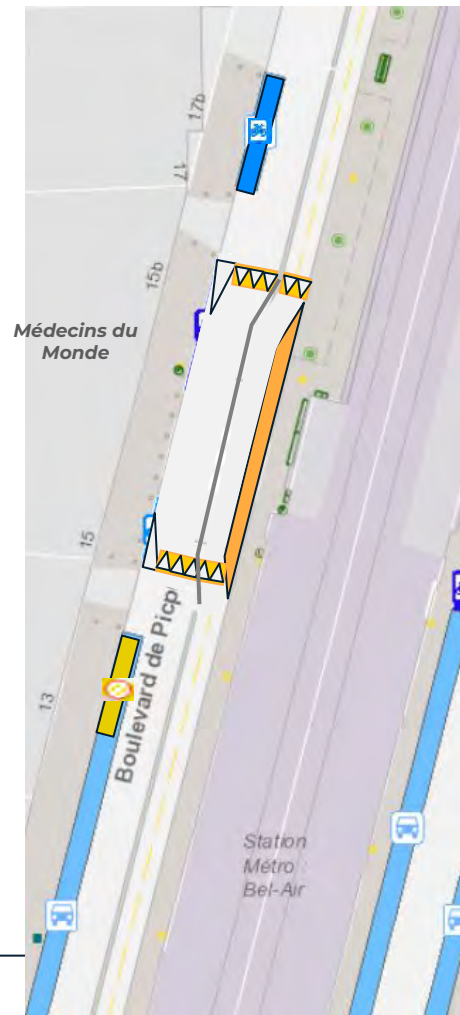 17b
17
15b
Médecins du
Monde
15
Boulevard de Picp
13
Station
Métro
Bel-Air